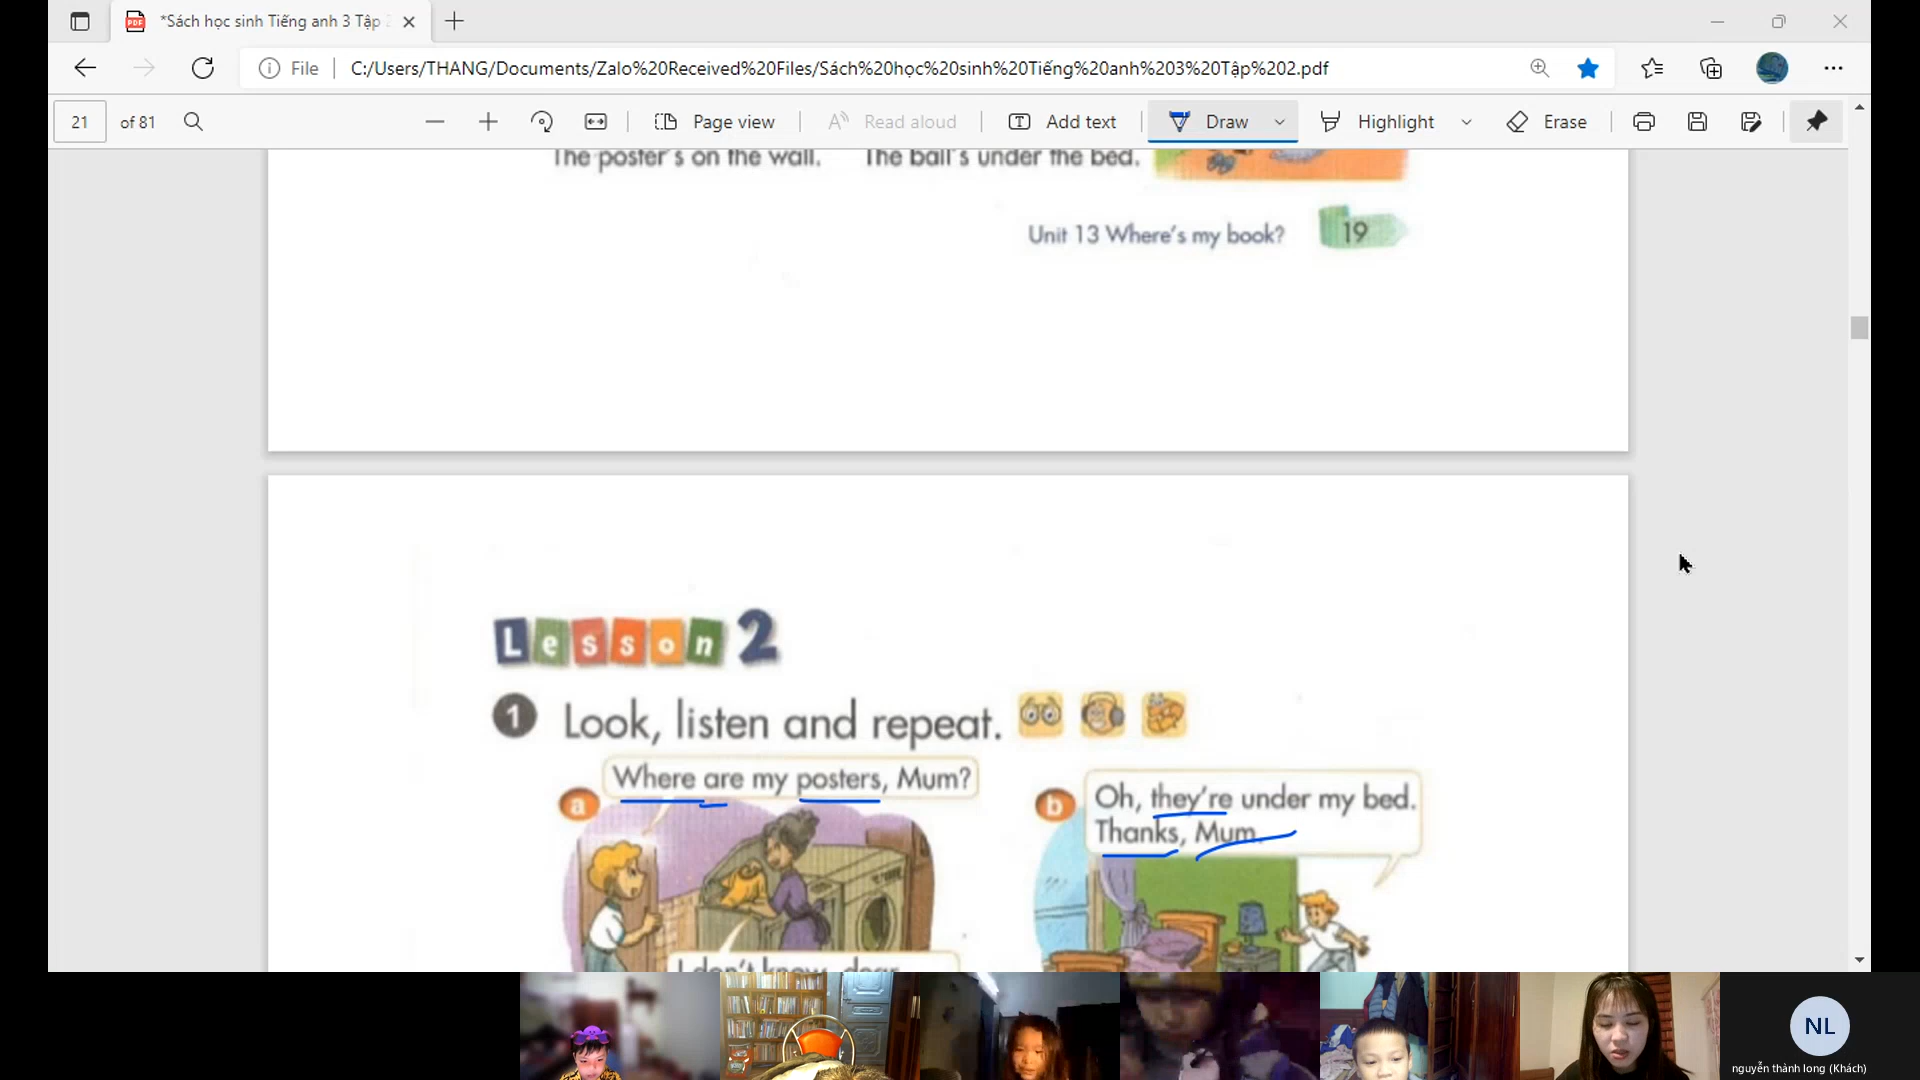 *Sách học sinh Tiếng anh 3 Tập 2
File
C:/Users/THANG/Documents/Zalo%20Received%20Files/Sách%20học%20sinh%20Tiếng%20anh%203%20Tập%202.pdf
21 of 81
Page view
Read aloud
Add text
Draw
Highlight
Erase
The poster's on the wall. The ball's under the bed.
Unit 13 Where's my book? 19
Lesson 2
1 Look, listen and repeat.
a Where are my posters, Mum?
b Oh, they're under my bed.
Thanks, Mum.
I don't know, dear.
NL
nguyễn thành long (Khách)